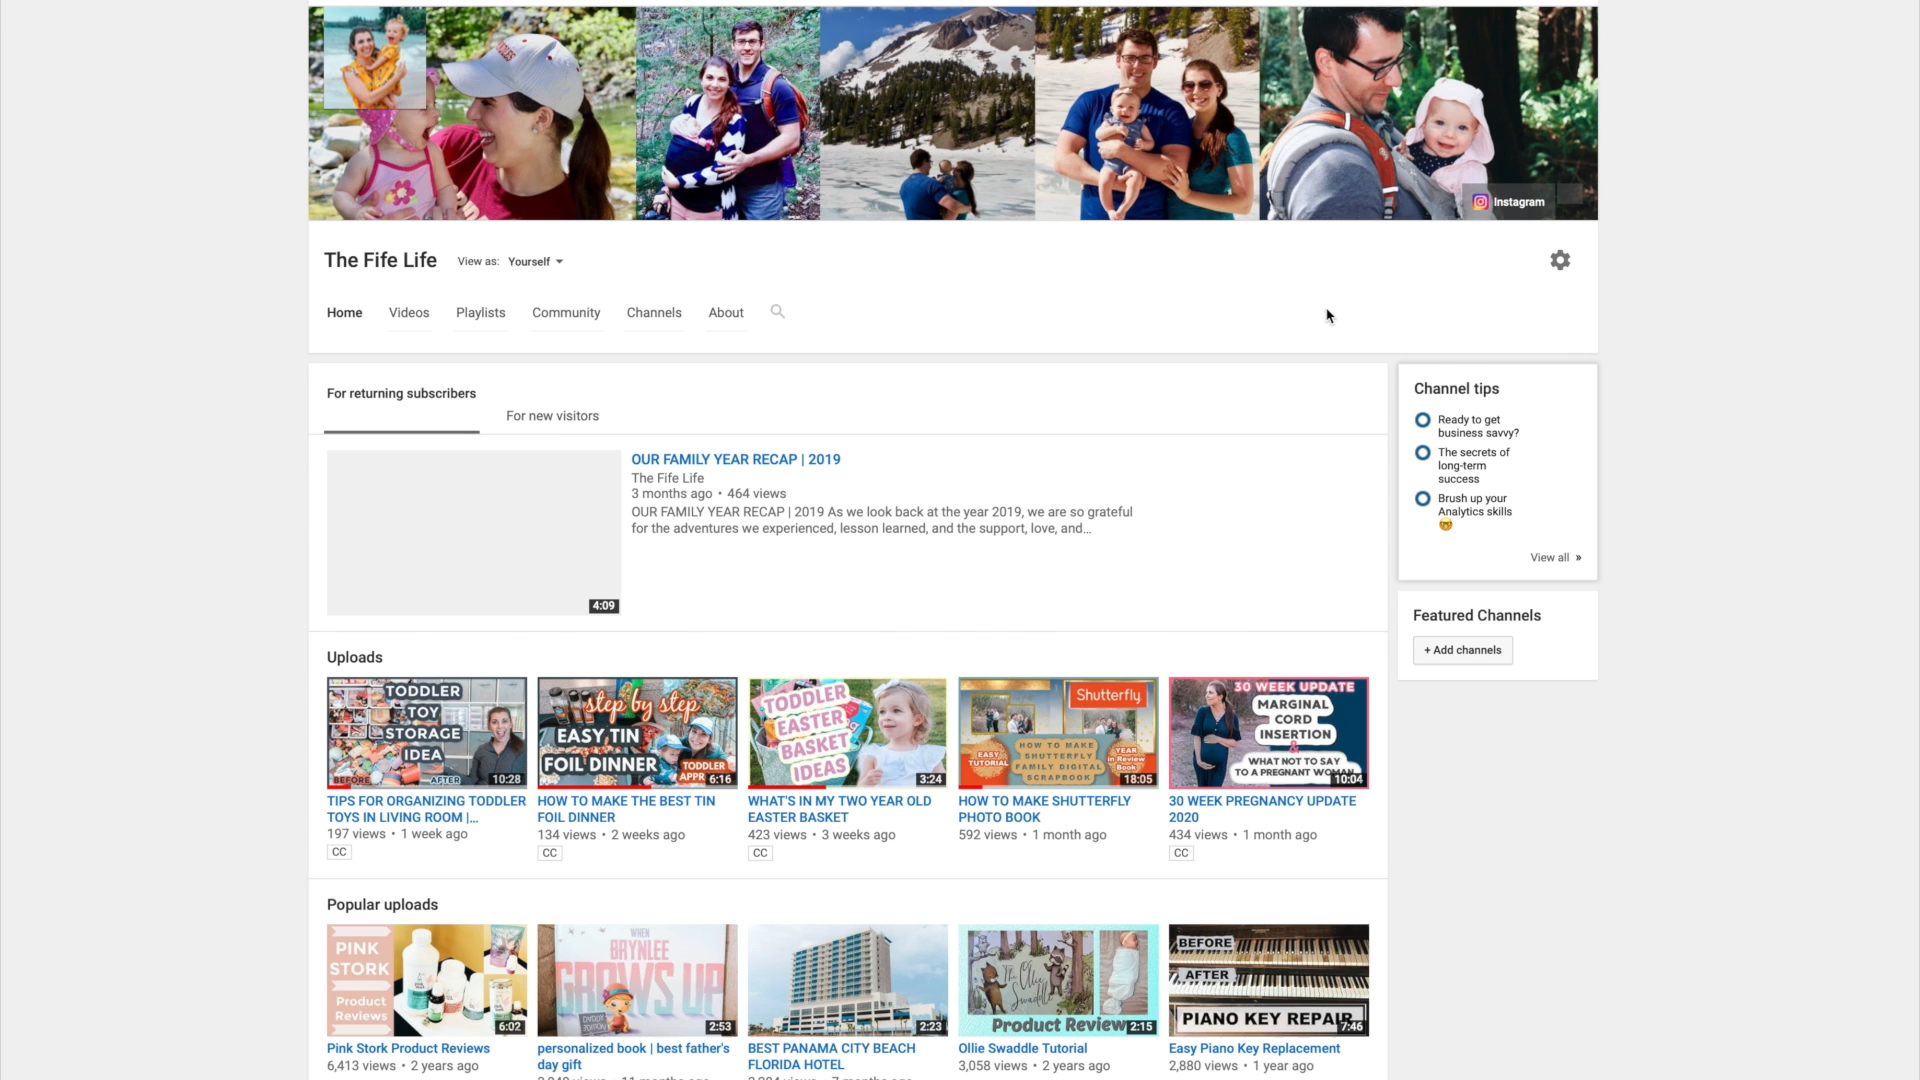 Instagram
The Fife Life View as: Yourself
Home Videos Playlists Community Channels About
For returning subscribers
For new visitors
OUR FAMILY YEAR RECAP | 2019
The Fife Life
3 months ago • 464 views
OUR FAMILY YEAR RECAP | 2019 As we look back at the year 2019, we are so grateful
for the adventures we experienced, lesson learned, and the support, love, and...
4:09
Channel tips
Ready to get
business savvy?
The secrets of
long-term
success
Brush up your
Analytics skills
View all »
Featured Channels
+ Add channels
Uploads
TODDLER
TOY
STORAGE
IDEA
BEFORE AFTER
10:28
TIPS FOR ORGANIZING TODDLER
TOYS IN LIVING ROOM |...
197 views • 1 week ago
CC
step by step
EASY TIN
FOIL DINNER
TODDLER
APPR
6:16
HOW TO MAKE THE BEST TIN
FOIL DINNER
134 views • 2 weeks ago
CC
TODDLER
EASTER
BASKET
IDEAS
3:24
WHAT'S IN MY TWO YEAR OLD
EASTER BASKET
423 views • 3 weeks ago
CC
Shutterfly
EASY
TUTORIAL
HOW TO MAKE
A SHUTTERFLY
FAMILY DIGITAL
SCRAPBOOK
YEAR
in Review
Book
18:05
HOW TO MAKE SHUTTERFLY
PHOTO BOOK
592 views • 1 month ago
30 WEEK UPDATE
MARGINAL
CORD
INSERTION
&
WHAT NOT TO SAY
TO A PREGNANT WOMAN
10:04
30 WEEK PREGNANCY UPDATE
2020
434 views • 1 month ago
CC
Popular uploads
PINK
STORK
Product
Reviews
6:02
Pink Stork Product Reviews
6,413 views • 2 years ago
WHEN
BRYNLEE
GROWS UP
2:53
personalized book | best father's
day gift
2:23
BEST PANAMA CITY BEACH
FLORIDA HOTEL
The Ollie
Swaddle
Product Review
2:15
Ollie Swaddle Tutorial
3,058 views • 2 years ago
BEFORE
AFTER
PIANO KEY REPAIR
7:46
Easy Piano Key Replacement
2,880 views • 1 year ago